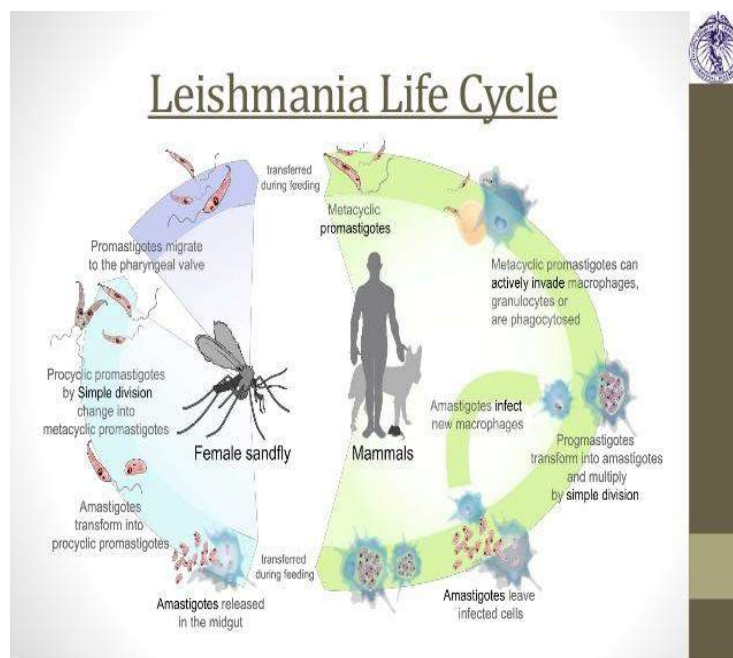 Leishmania Life Cycle
transferred
during feeding
Metacyclic
promastigotes
Promastigotes migrate
to the pharyngeal valve
Metacyclic promastigotes can
actively invade macrophages,
granulocytes or
are phagocytosed
Procyclic promastigotes
by Simple division
change into
metacyclic promastigotes
Female sandfly
Mammals
Amastigotes infect
new macrophages
Progmastigotes
transform into amastigotes
and multiply
by simple division
Amastigotes
transform into
procyclic promastigotes
transferred
during feeding
Amastigotes released
in the midgut
Amastigotes leave
infected cells